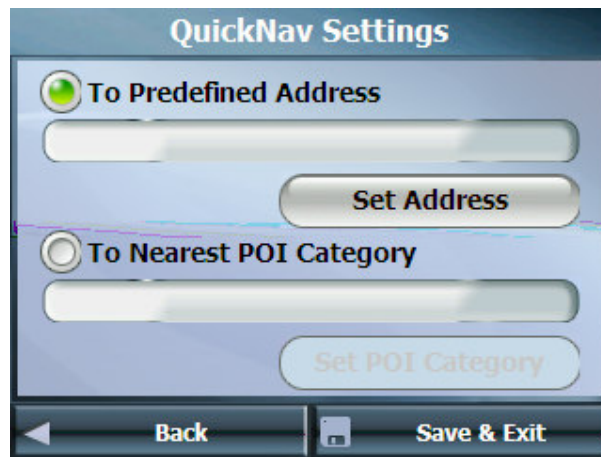 QuickNav Settings
To Predefined Address
Set Address
To Nearest POI Category
Set POI Category
Back
Save & Exit